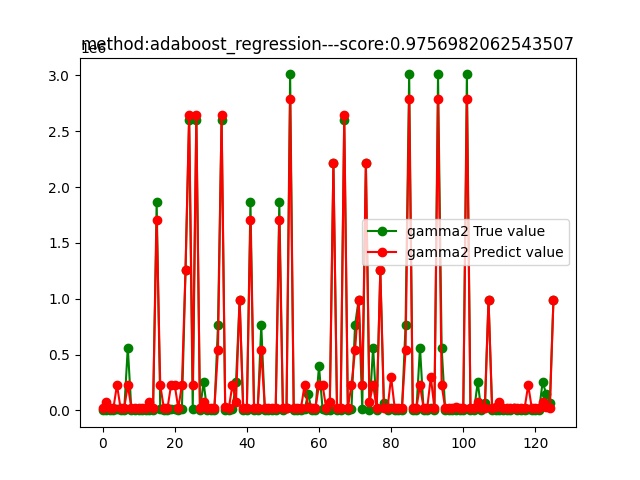 method:adaboost_regression---score:0.9756982062543507
1e6
3.0
2.5
2.0
1.5
1.0
0.5
0.0
gamma2 True value
gamma2 Predict value
0 20 40 60 80 100 120